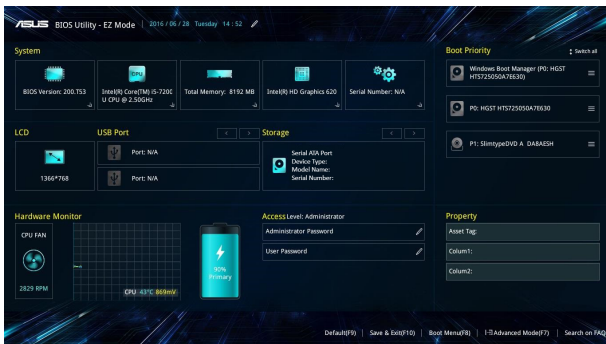 ASUS BIOS Utility - EZ Mode | 2016 / 06 / 28 Tuesday 14 : 52
System
BIOS Version: 200.T53
CPU
Intel(R) Core(TM) i5-7200
U CPU @ 2.50GHz
Total Memory: 8192 MB
Intel(R) HD Graphics 620
Serial Number: N/A
Boot Priority
Switch all
Windows Boot Manager (P0: HGST
HTS725050A7E630)
P0: HGST HTS725050A7E630
P1: SlimtypeDVD A DA8AESH
LCD
1366*768
USB Port
Port: N/A
Port: N/A
Storage
Serial ATA Port
Device Type:
Model Name:
Serial Number:
Hardware Monitor
CPU FAN
2829 RPM
CPU 43°C 869mV
90%
Primary
Access Level: Administrator
Administrator Password
User Password
Property
Asset Tag:
Colum1:
Colum2:
Default(F9) | Save & Exit(F10) | Boot Menu(F8) | Advanced Mode(F7) | Search on FAQ